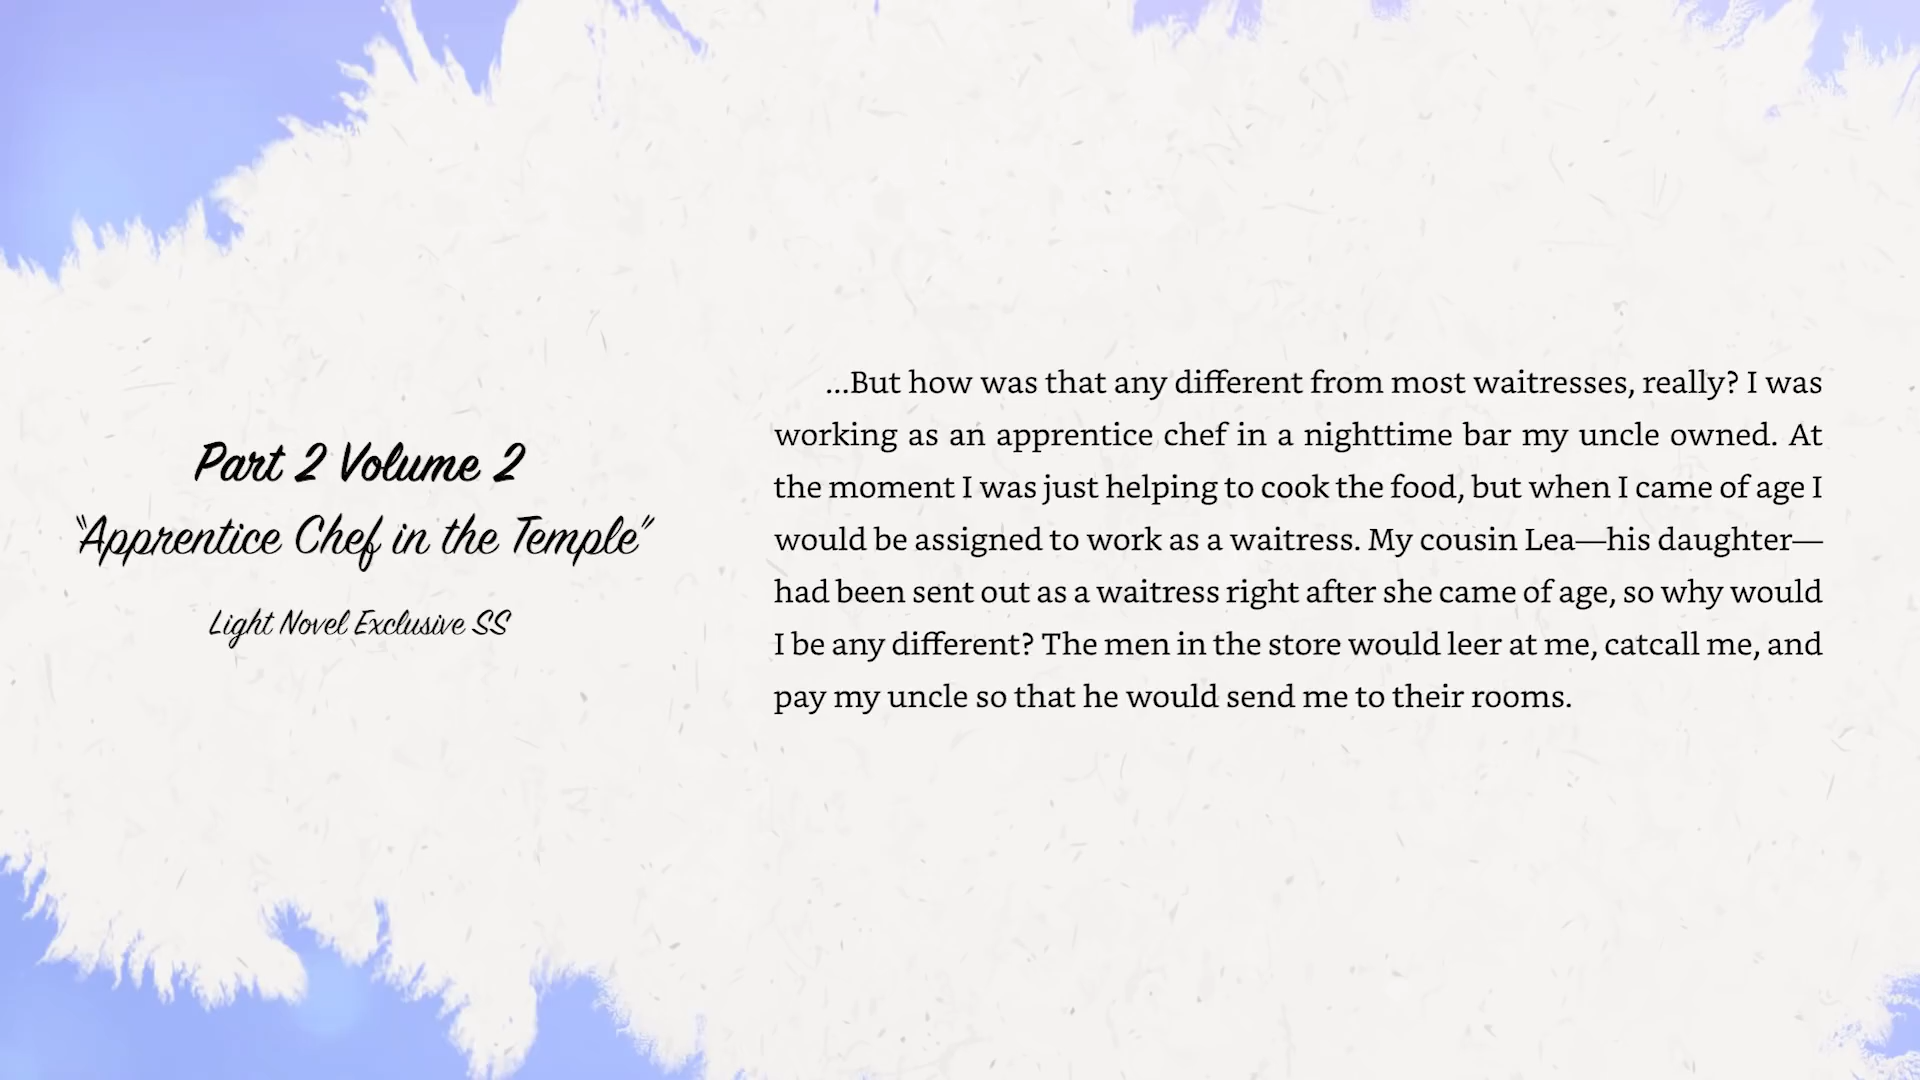 Part 2 Volume 2
“Apprentice Chef in the Temple”
Light Novel Exclusive SS
...But how was that any different from most waitresses, really? I was
working as an apprentice chef in a nighttime bar my uncle owned. At
the moment I was just helping to cook the food, but when I came of age I
would be assigned to work as a waitress. My cousin Lea—his daughter—
had been sent out as a waitress right after she came of age, so why would
I be any different? The men in the store would leer at me, catcall me, and
pay my uncle so that he would send me to their rooms.